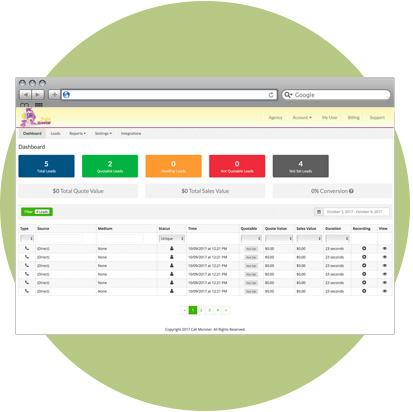 Google
Agency Account My User Billing Support
Dashboard Leads Reports Settings Integrations
Dashboard
5 2 0 0 4
Total Leads Quotable Leads Pending Leads Not Quotable Leads Not Set Leads
$0 Total Quote Value $0 Total Sales Value 0% Conversion
Filter October 3, 2017 - October 9, 2017
Type Source Medium Status Time Quotable Quote Value Sales Value Duration Recording View
Unique
(Direct) None 10/09/2017 at 12:21 PM Not Set $0.00 $0.00 23 seconds
(Direct) None 10/09/2017 at 12:21 PM Not Set $0.00 $0.00 23 seconds
(Direct) None 10/09/2017 at 12:21 PM Not Set $0.00 $0.00 23 seconds
(Direct) None 10/09/2017 at 12:21 PM Not Set $0.00 $0.00 23 seconds
(Direct) None 10/09/2017 at 12:21 PM Not Set $0.00 $0.00 23 seconds
« 1 2 3 4 »
Copyright 2017 Call Monster. All Rights Reserved.